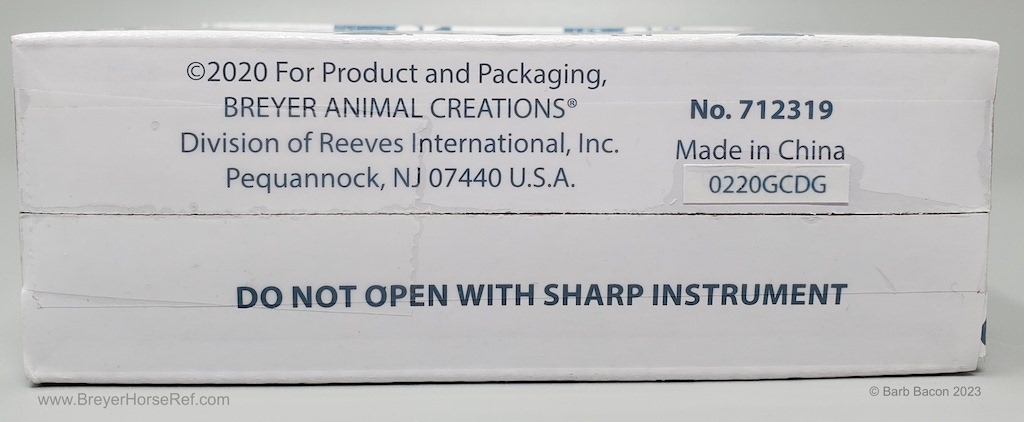 ©2020 For Product and Packaging,
BREYER ANIMAL CREATIONS®
Division of Reeves International, Inc.
Pequannock, NJ 07440 U.S.A.
No. 712319
Made in China
0220GCDG
DO NOT OPEN WITH SHARP INSTRUMENT
www.BreyerHorseRef.com
© Barb Bacon 2023